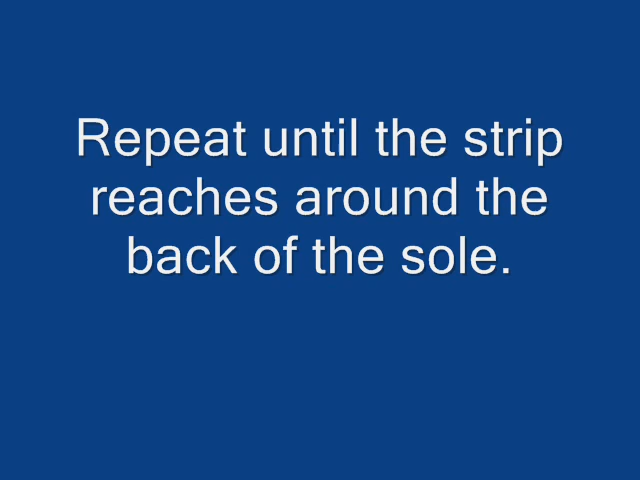 Repeat until the strip
reaches around the
back of the sole.